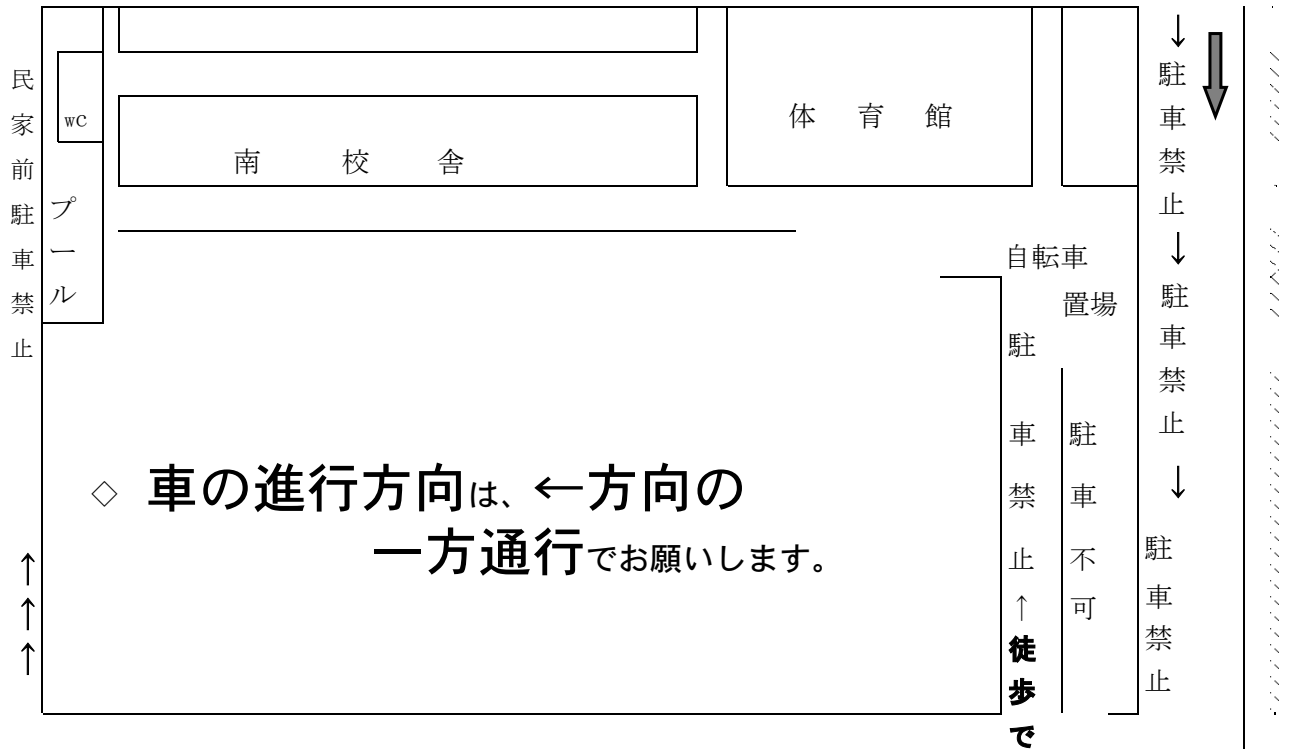 民家前駐車禁止
wc
プール
南校舎
体育館
自転車
置場
駐車禁止↑徒歩で
駐車不可
↓駐車禁止↓駐車禁止↓駐車禁止
◇ 車の進行方向は、←方向の
一方通行でお願いします。
↑
↑
↑